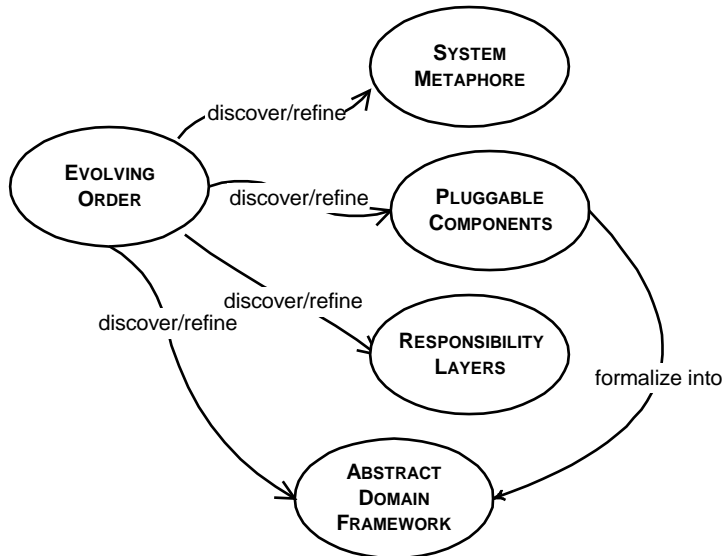 SYSTEM
METAPHORE
discover/refine
EVOLVING
ORDER
discover/refine
PLUGGABLE
COMPONENTS
discover/refine
discover/refine
RESPONSIBILITY
LAYERS
formalize into
ABSTRACT
DOMAIN
FRAMEWORK